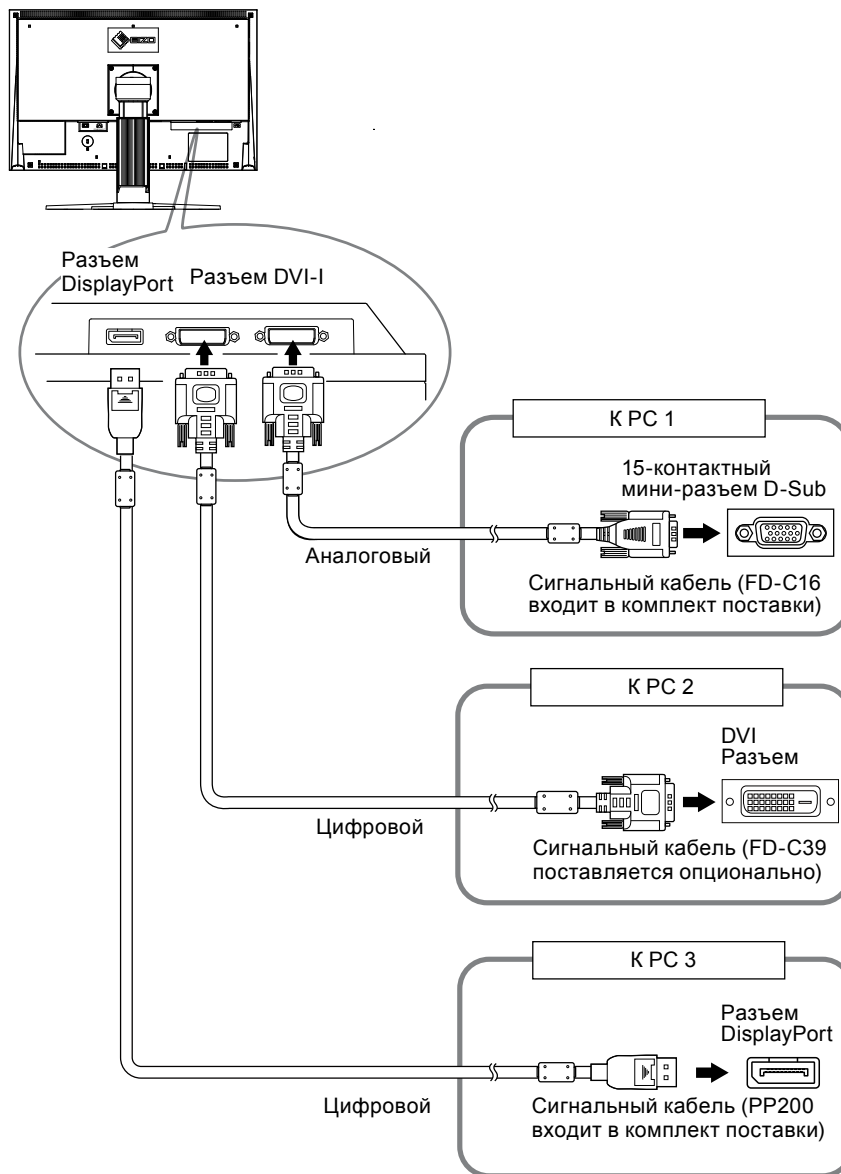 EIZO
Разъем
DisplayPort
Разъем DVI-I
К PC 1
15-контактный
мини-разъем D-Sub
Аналоговый
Сигнальный кабель (FD-C16
входит в комплект поставки)
К PC 2
DVI
Разъем
Цифровой
Сигнальный кабель (FD-C39
поставляется опционально)
К PC 3
Разъем
DisplayPort
Цифровой
Сигнальный кабель (PP200
входит в комплект поставки)